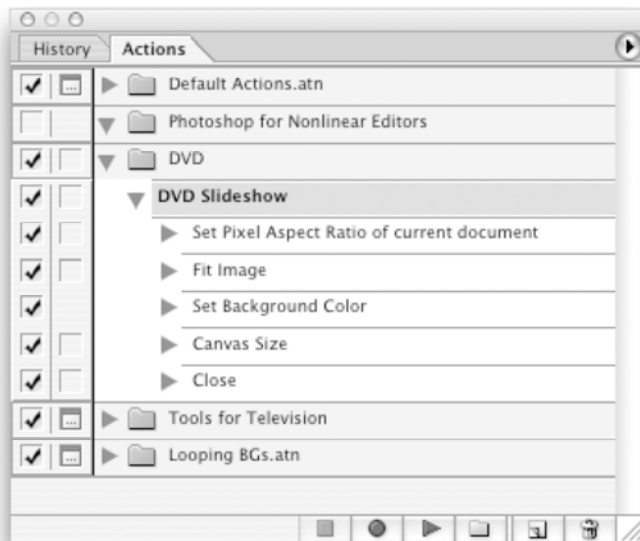 History Actions
Default Actions.atn
Photoshop for Nonlinear Editors
DVD
DVD Slideshow
Set Pixel Aspect Ratio of current document
Fit Image
Set Background Color
Canvas Size
Close
Tools for Television
Looping BGs.atn